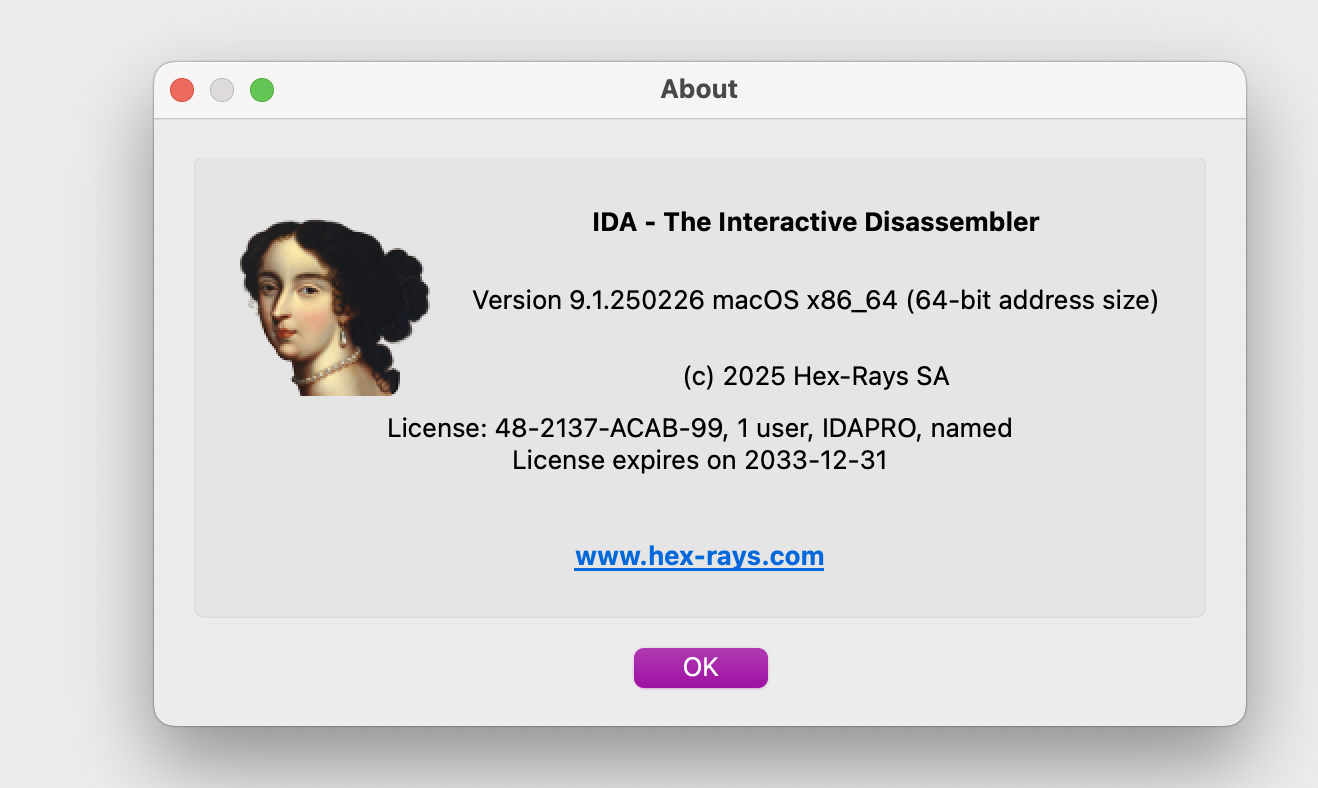 About
IDA - The Interactive Disassembler
Version 9.1.250226 macOS x86_64 (64-bit address size)
(c) 2025 Hex-Rays SA
License: 48-2137-ACAB-99, 1 user, IDAPRO, named
License expires on 2033-12-31
www.hex-rays.com
OK